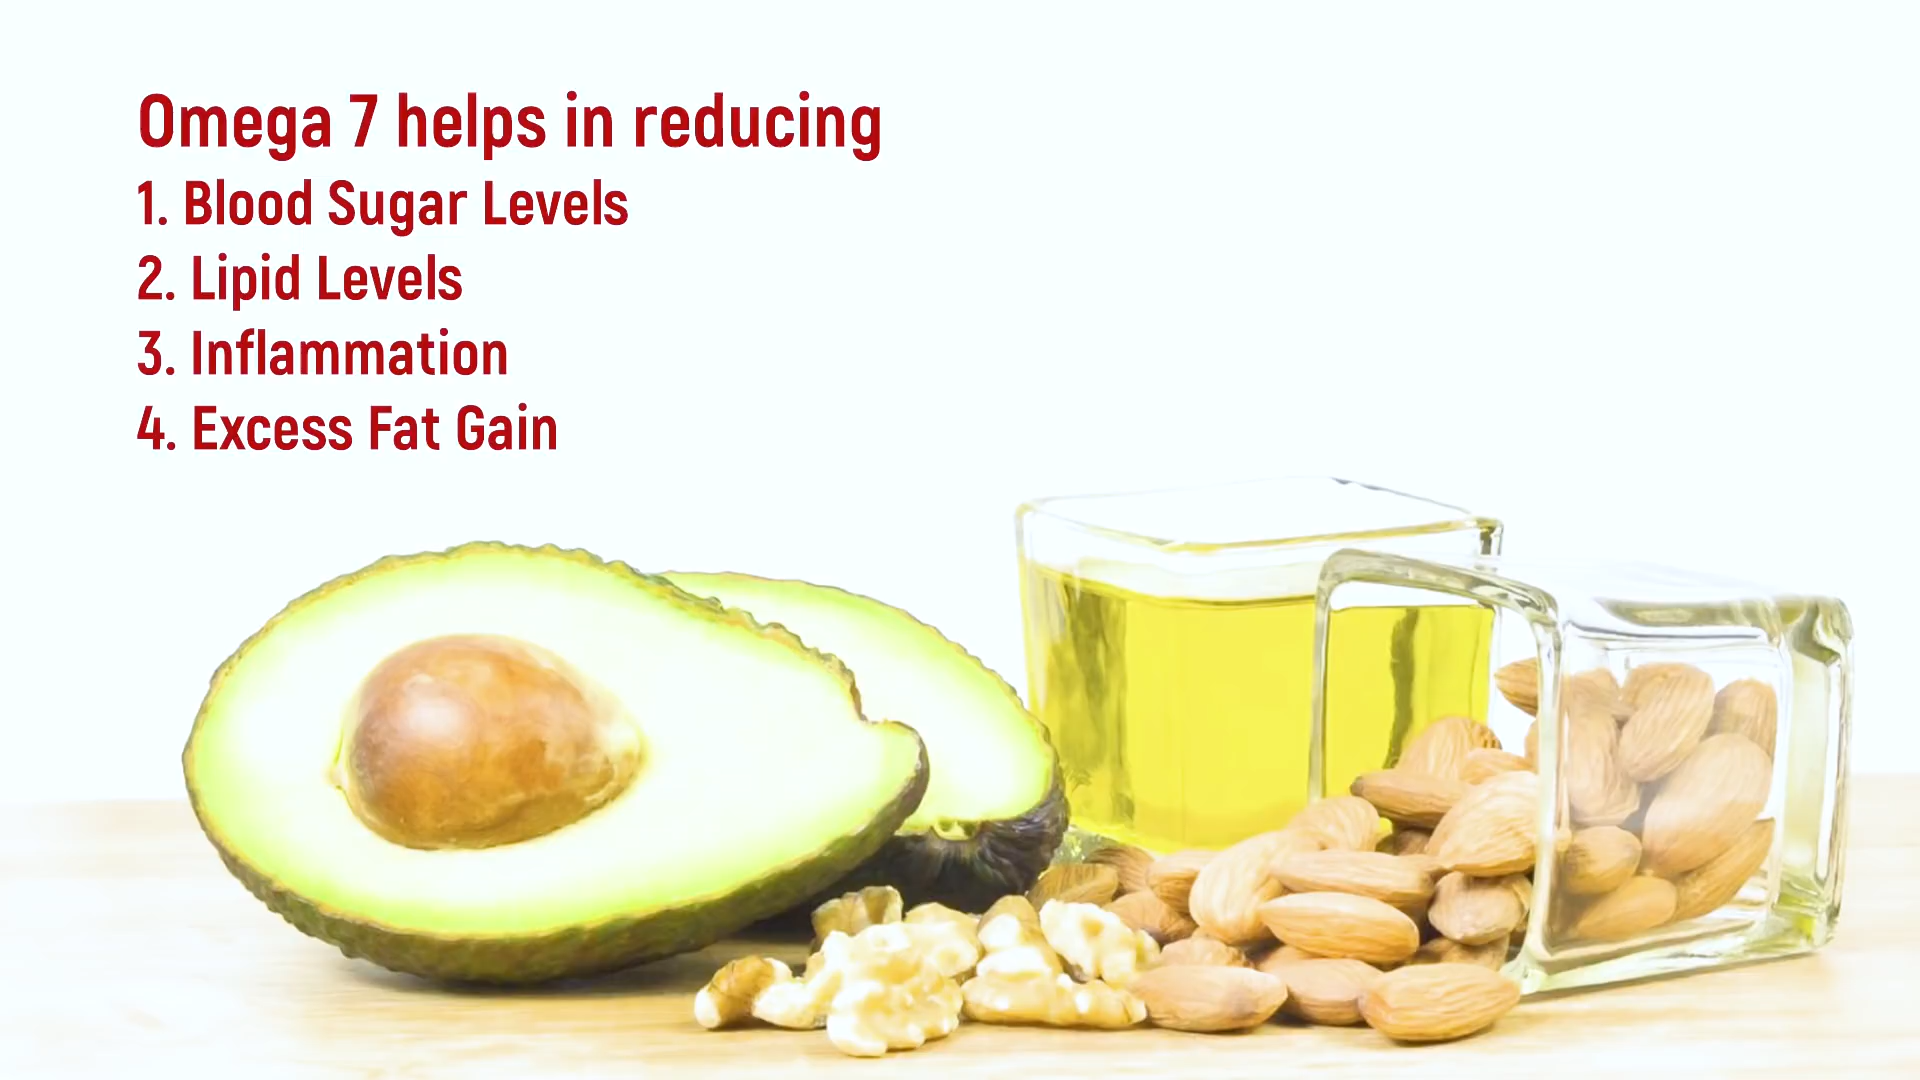 Omega 7 helps in reducing
1. Blood Sugar Levels
2. Lipid Levels
3. Inflammation
4. Excess Fat Gain